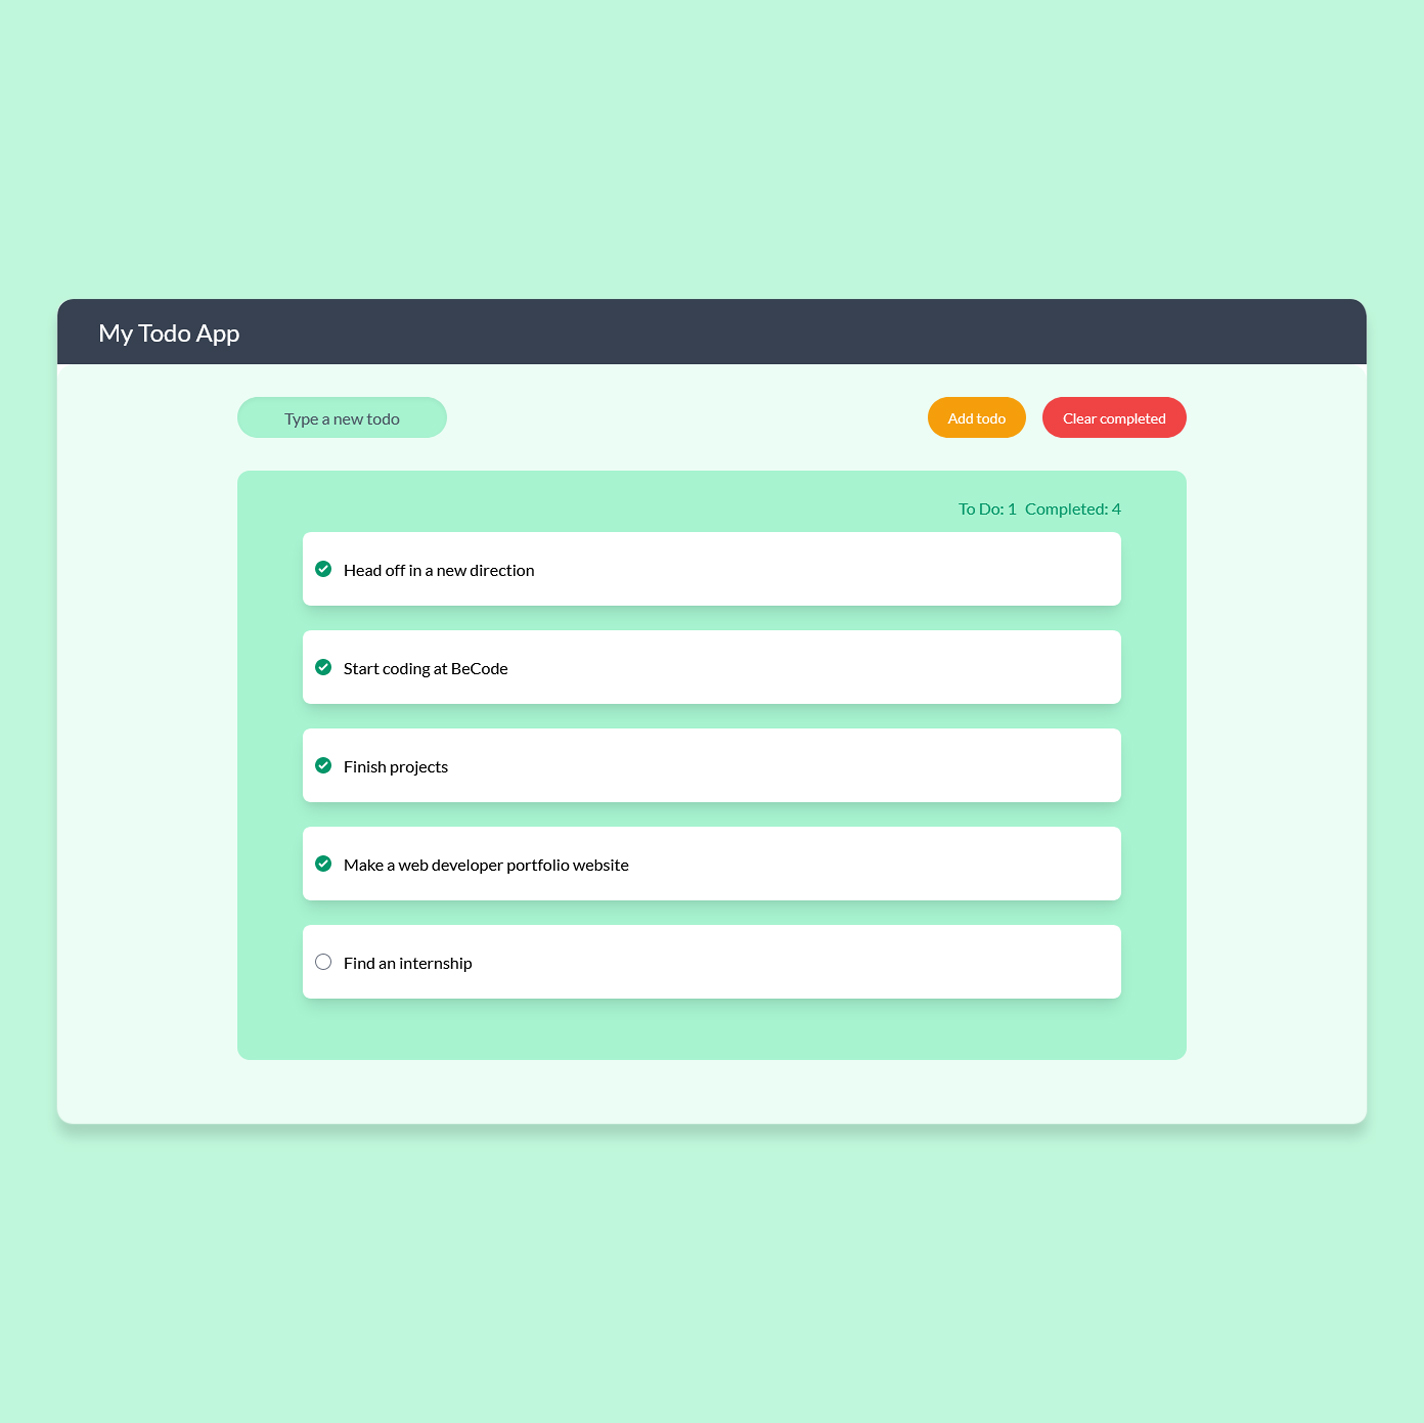 My Todo App
Type a new todo Add todo Clear completed
To Do: 1 Completed: 4
Head off in a new direction
Start coding at BeCode
Finish projects
Make a web developer portfolio website
Find an internship